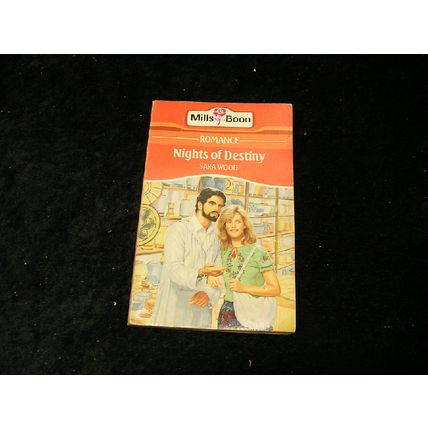 Mills & Boon
ROMANCE
Nights of Destiny
SARA WOOD